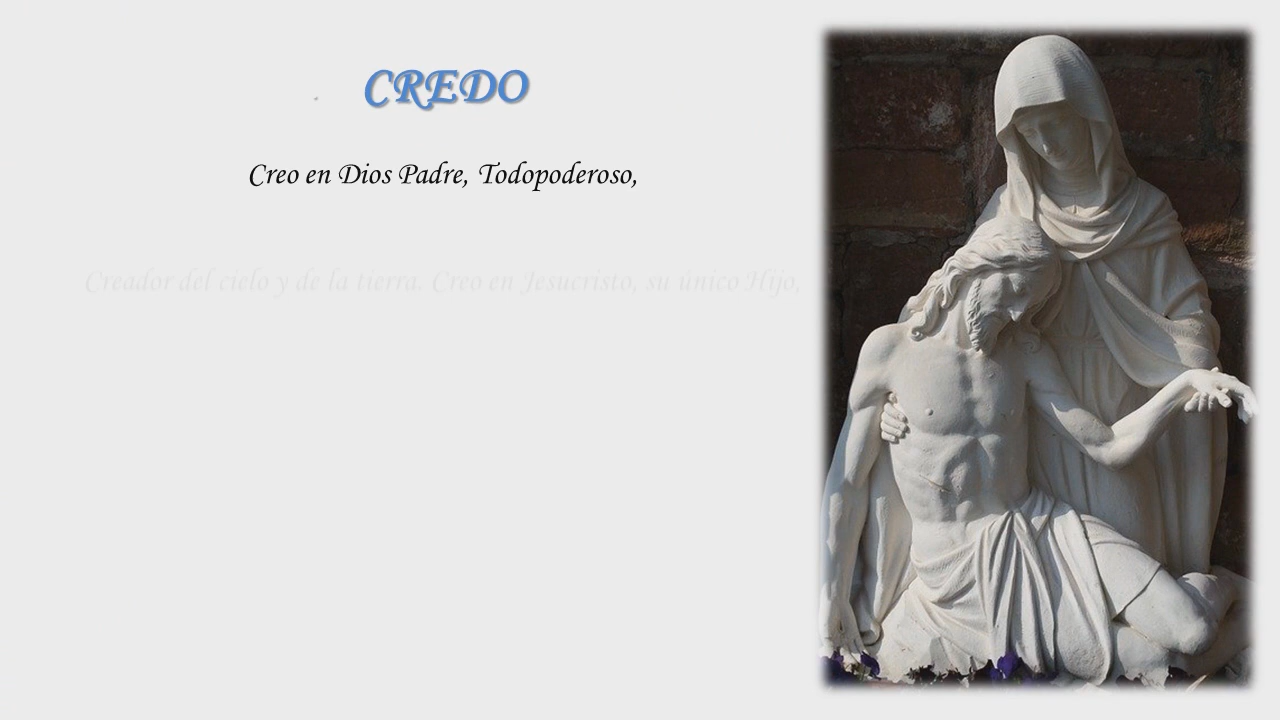 CREDO
Creo en Dios Padre, Todopoderoso,
Creador del cielo y de la tierra. Creo en Jesucristo, su único Hijo,